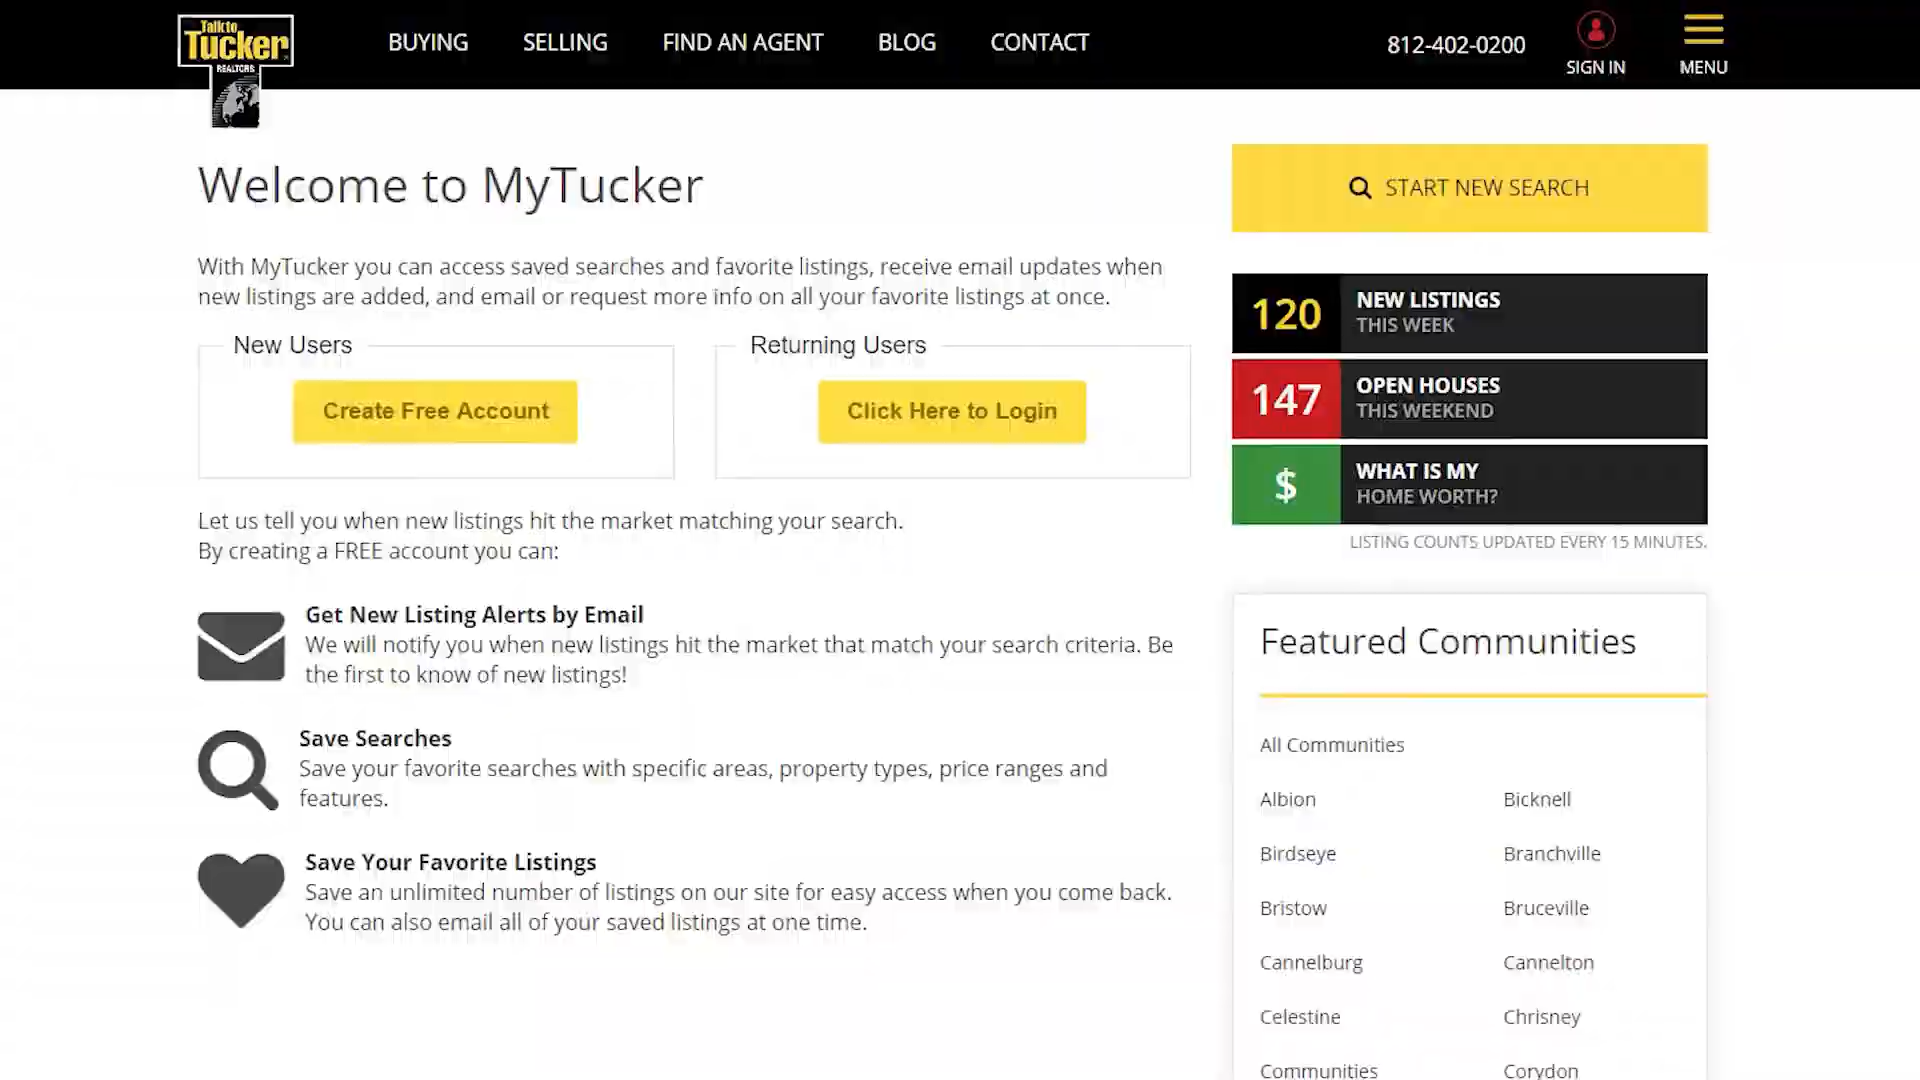 Talk to
Tucker
REALTORS
BUYING
SELLING
FIND AN AGENT
BLOG
CONTACT
812-402-0200
SIGN IN
MENU
Welcome to MyTucker
With MyTucker you can access saved searches and favorite listings, receive email updates when
new listings are added, and email or request more info on all your favorite listings at once.
New Users
Create Free Account
Returning Users
Click Here to Login
Let us tell you when new listings hit the market matching your search.
By creating a FREE account you can:
Get New Listing Alerts by Email
We will notify you when new listings hit the market that match your search criteria. Be
the first to know of new listings!
Save Searches
Save your favorite searches with specific areas, property types, price ranges and
features.
Save Your Favorite Listings
Save an unlimited number of listings on our site for easy access when you come back.
You can also email all of your saved listings at one time.
START NEW SEARCH
120
NEW LISTINGS
THIS WEEK
147
OPEN HOUSES
THIS WEEKEND
$
WHAT IS MY
HOME WORTH?
LISTING COUNTS UPDATED EVERY 15 MINUTES.
Featured Communities
All Communities
Albion
Bicknell
Birdseye
Branchville
Bristow
Bruceville
Cannelburg
Cannelton
Celestine
Chrisney
Communities
Corydon